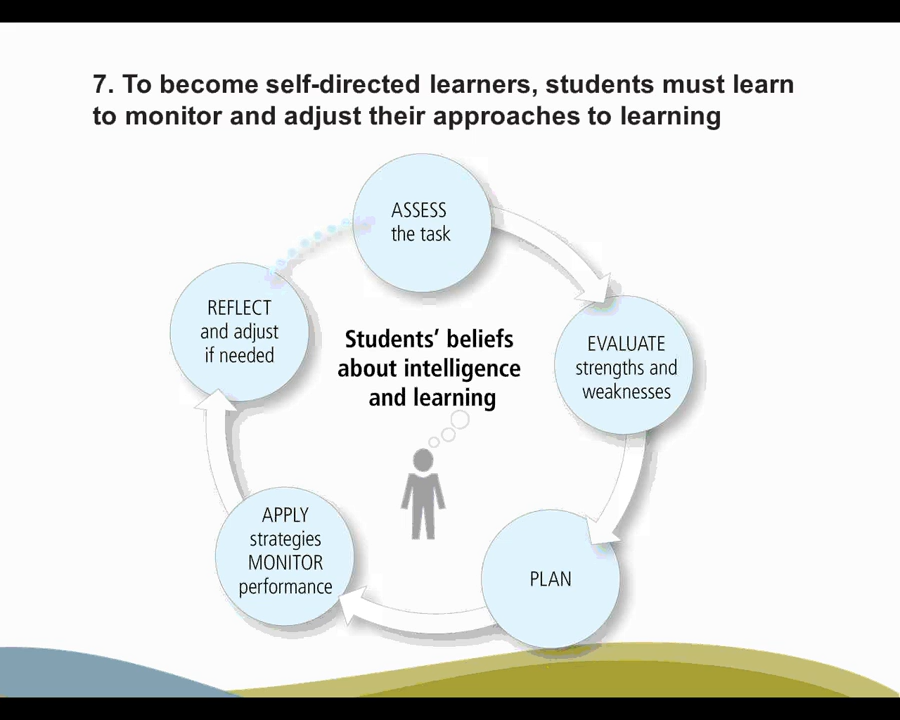 7. To become self-directed learners, students must learn
to monitor and adjust their approaches to learning
ASSESS
the task
EVALUATE
strengths and
weaknesses
PLAN
APPLY
strategies
MONITOR
performance
REFLECT
and adjust
if needed
Students’ beliefs
about intelligence
and learning